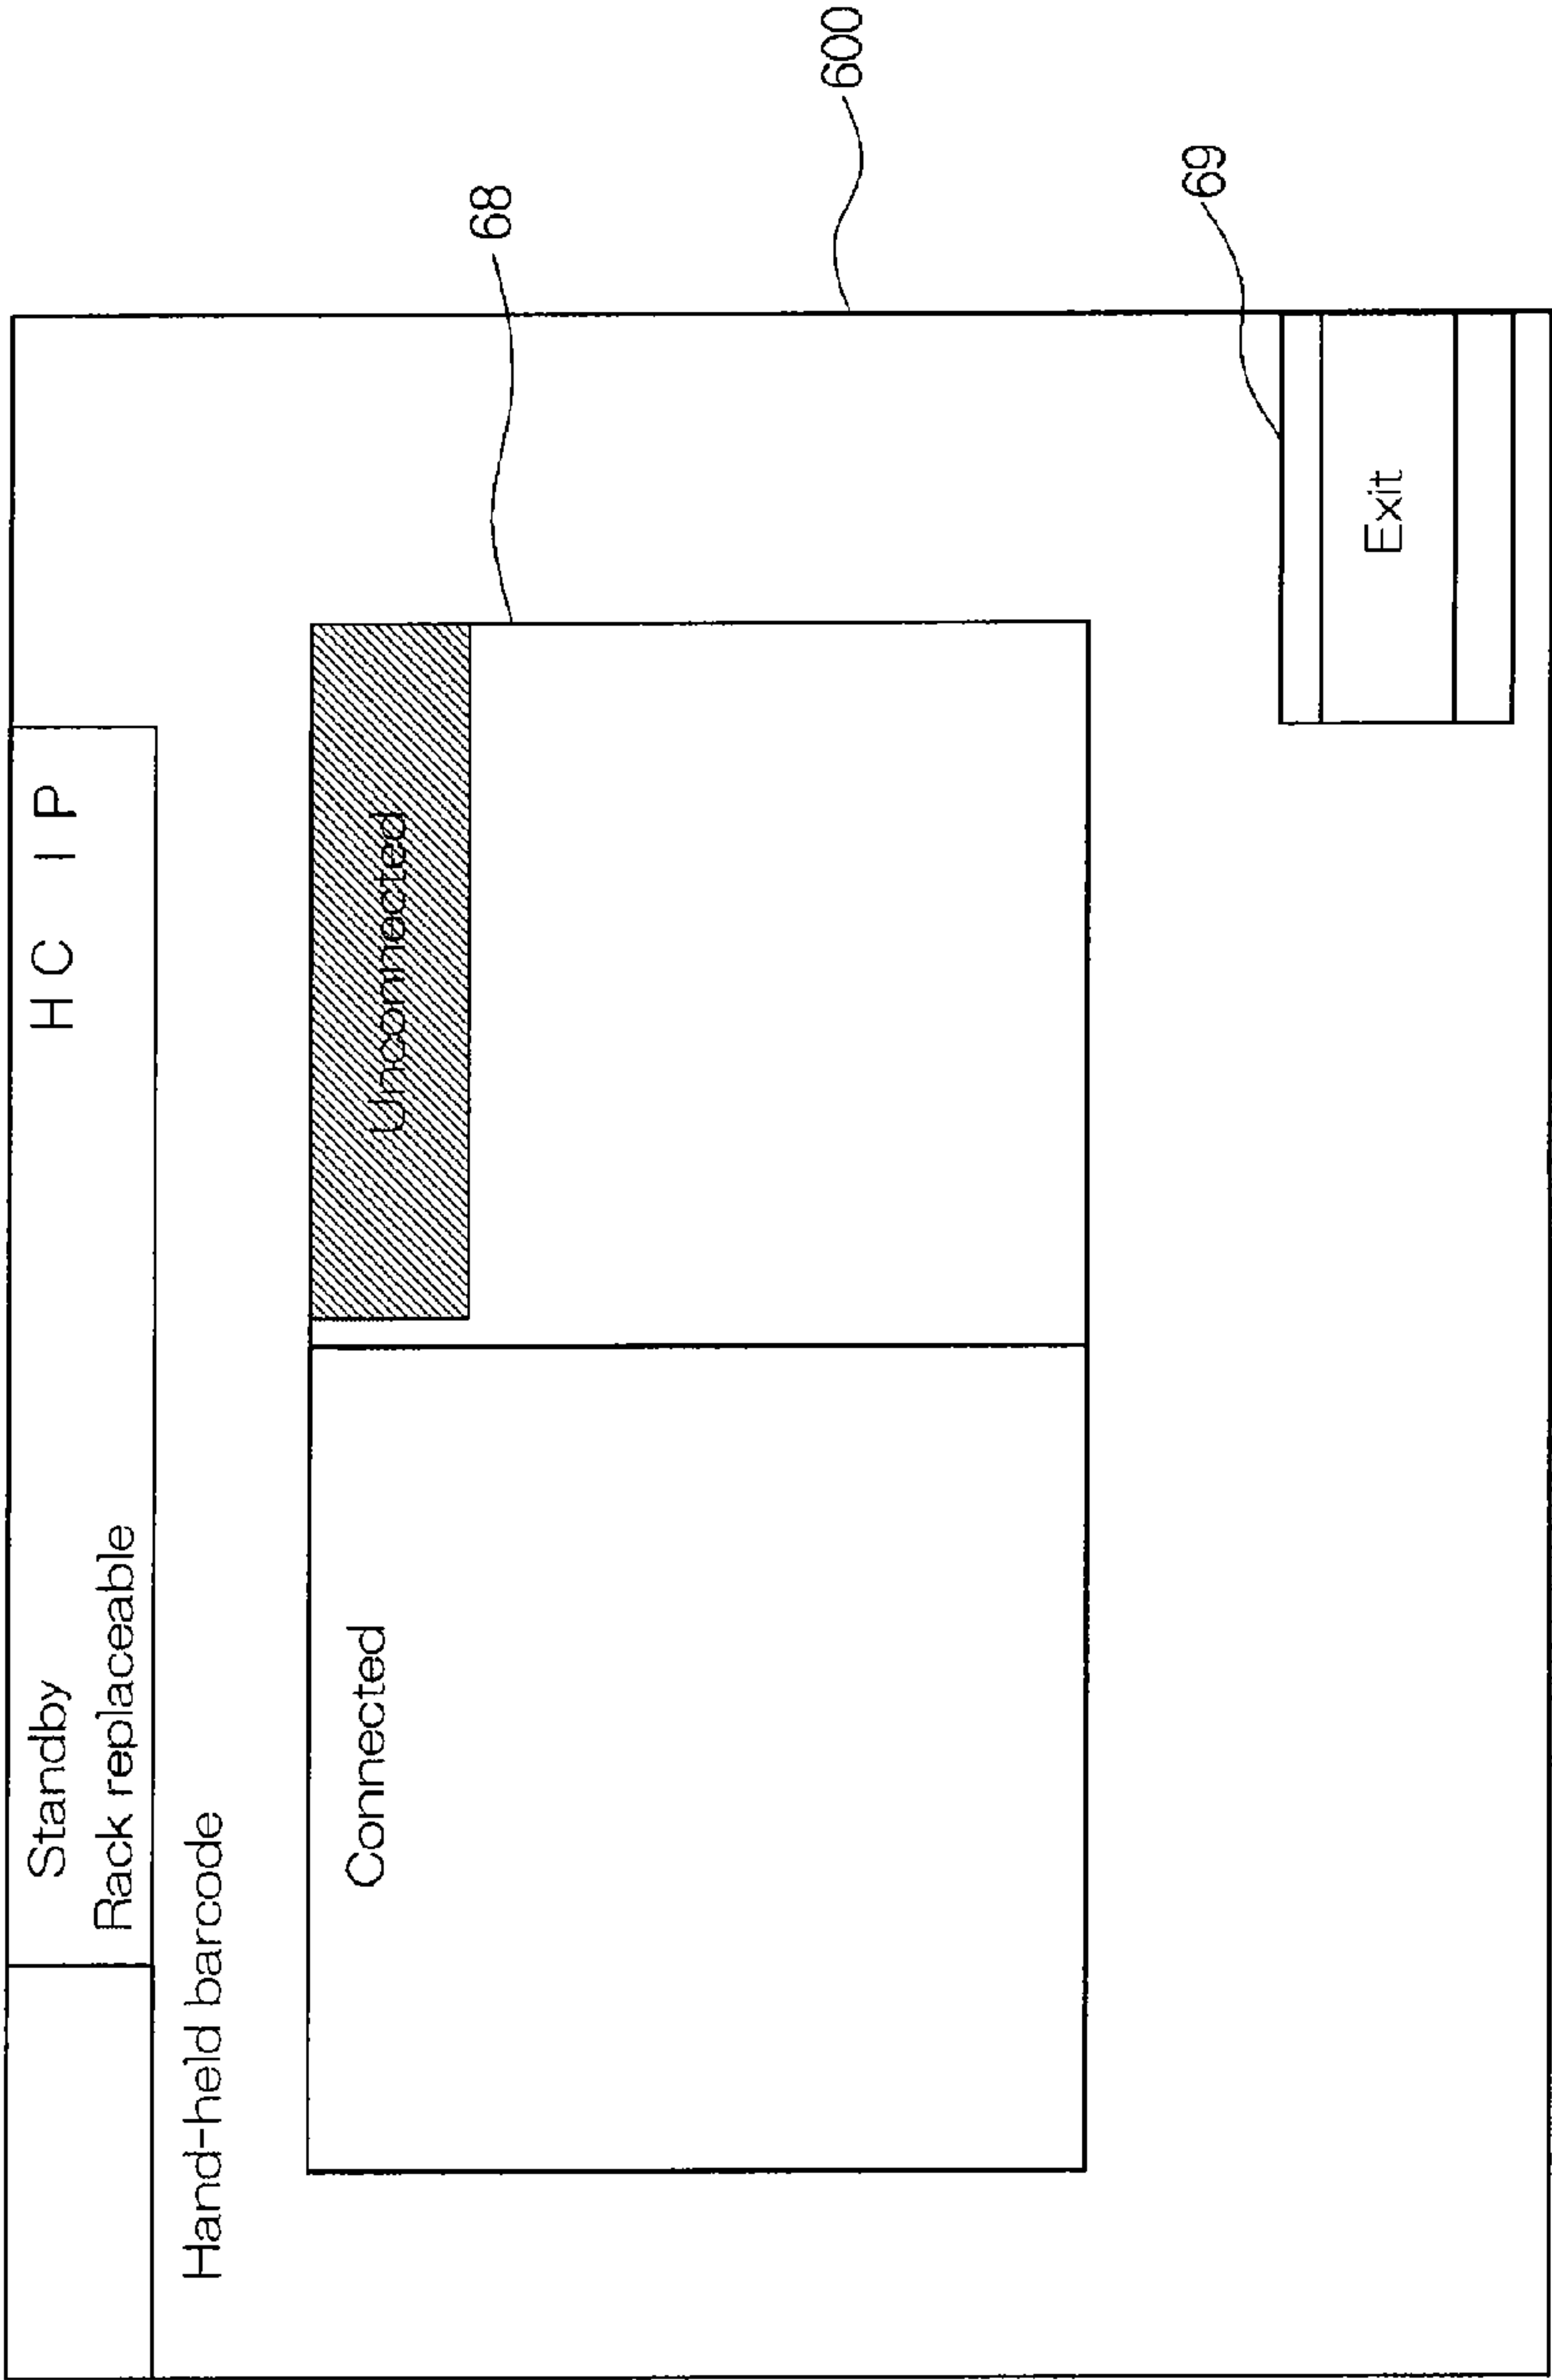 Standby HC IP
Rack replaceable
Hand-held barcode
Connected Unconnected
68
600
69
Exit